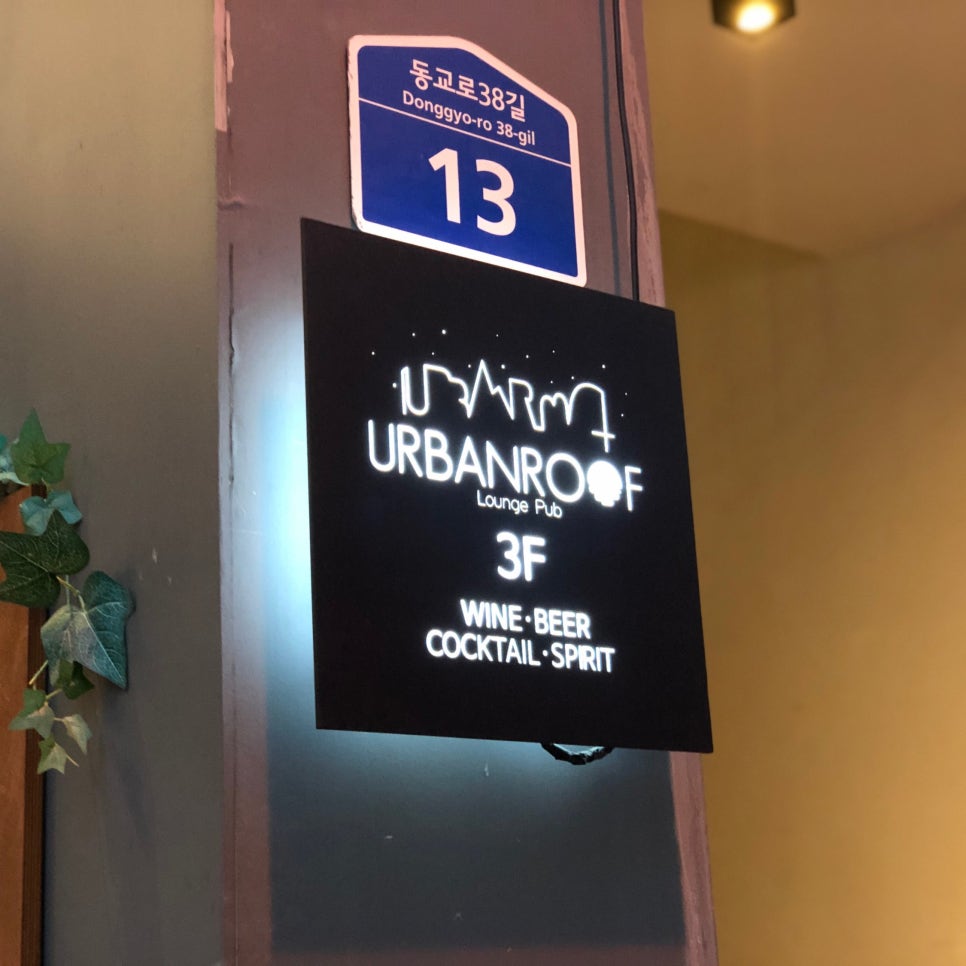 동교로38길
Donggyo-ro 38-gil
13
URBANROOF
Lounge Pub
3F
WINE·BEER
COCKTAIL·SPIRIT